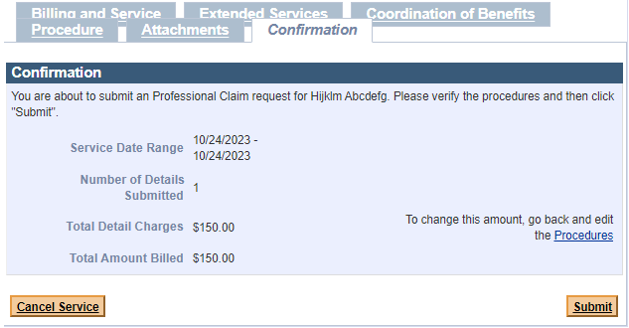 Billing and Service Extended Services Coordination of Benefits
Procedure Attachments Confirmation
Confirmation
You are about to submit an Professional Claim request for Hijklm Abcdefg. Please verify the procedures and then click
"Submit".
Service Date Range 10/24/2023 -
10/24/2023
Number of Details
Submitted 1
Total Detail Charges $150.00 To change this amount, go back and edit
the Procedures
Total Amount Billed $150.00
Cancel Service Submit